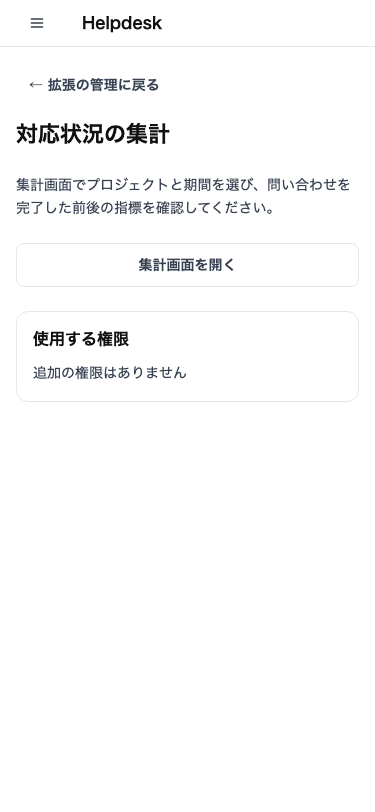 Helpdesk
← 拡張の管理に戻る
対応状況の集計
集計画面でプロジェクトと期間を選び、問い合わせを
完了した前後の指標を確認してください。
集計画面を開く
使用する権限
追加の権限はありません